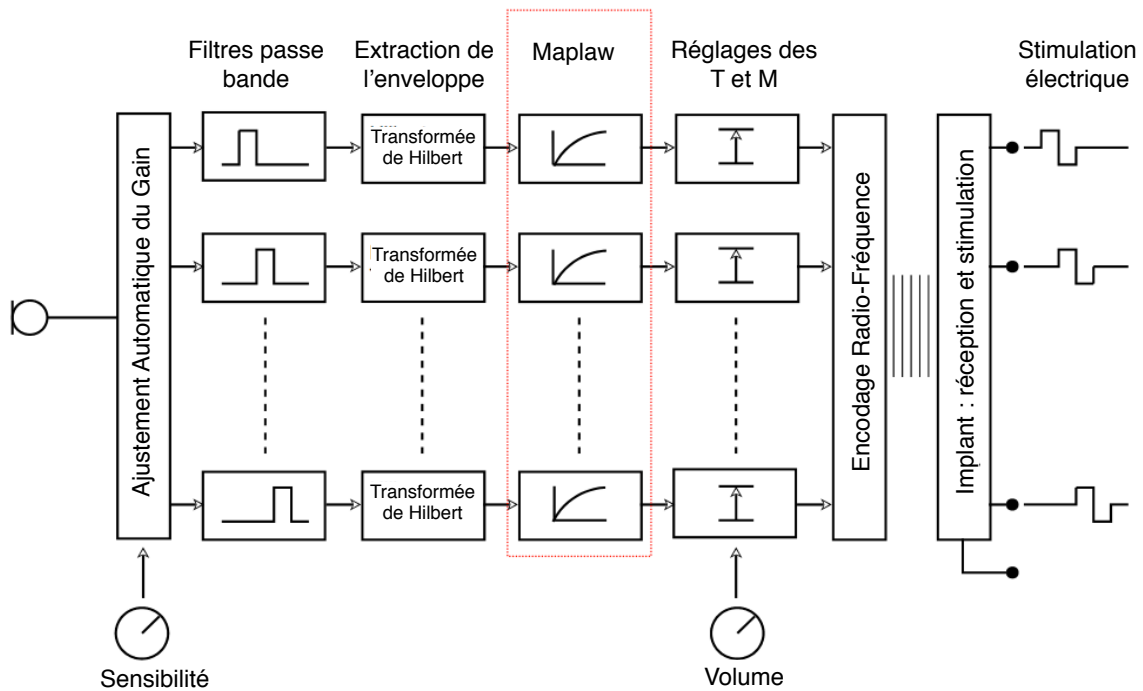 Filtres passe
bande
Extraction de
l'enveloppe
Maplaw
Réglages des
T et M
Stimulation
électrique
Ajustement Automatique du Gain
Transformée
de Hilbert
Transformée
de Hilbert
Transformée
de Hilbert
Encodage Radio-Fréquence
Implant : réception et stimulation
Sensibilité
Volume